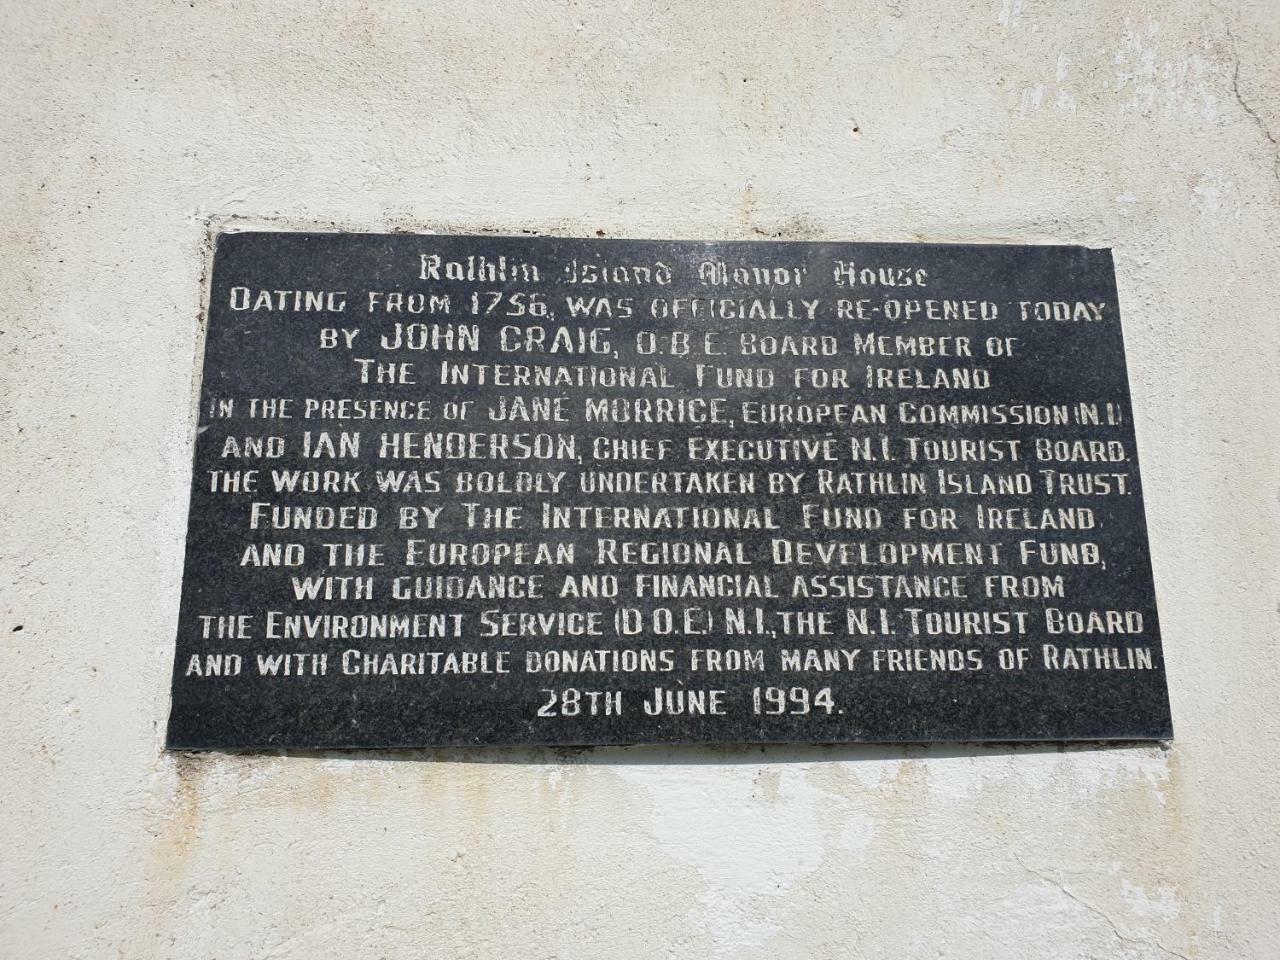 Rathlin Island Manor House
DATING FROM 1756, WAS OFFICIALLY RE-OPENED TODAY
BY JOHN CRAIG, O.B.E. BOARD MEMBER OF
THE INTERNATIONAL FUND FOR IRELAND
IN THE PRESENCE OF JANE MORRICE, EUROPEAN COMMISSION (N.I.)
AND IAN HENDERSON, CHIEF EXECUTIVE N.I. TOURIST BOARD.
THE WORK WAS BOLDLY UNDERTAKEN BY RATHLIN ISLAND TRUST.
FUNDED BY THE INTERNATIONAL FUND FOR IRELAND
AND THE EUROPEAN REGIONAL DEVELOPMENT FUND,
WITH GUIDANCE AND FINANCIAL ASSISTANCE FROM
THE ENVIRONMENT SERVICE (D.O.E.) N.I., THE N.I. TOURIST BOARD
AND WITH CHARITABLE DONATIONS FROM MANY FRIENDS OF RATHLIN.
28TH JUNE 1994.